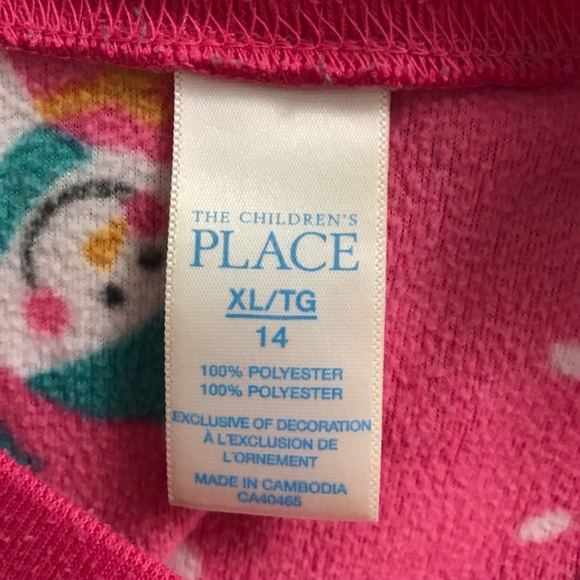 THE CHILDREN'S
PLACE
XL/TG
14
100% POLYESTER
100% POLYESTER
EXCLUSIVE OF DECORATION
À L'EXCLUSION DE
L'ORNEMENT
MADE IN CAMBODIA
CA40465